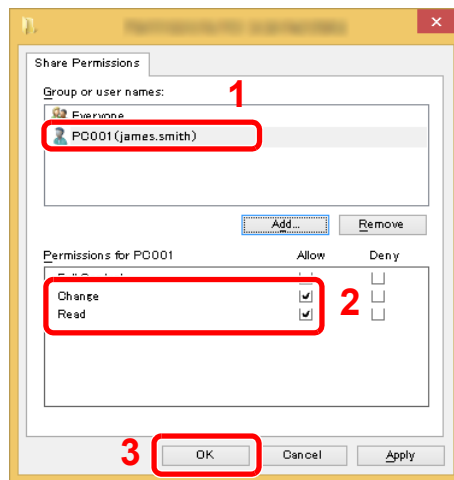 Share Permissions
Group or user names:
1
Everyone
PC001(james.smith)
Add...
Remove
Permissions for PC001
Allow
Deny
Change
2
Read
3
OK
Cancel
Apply